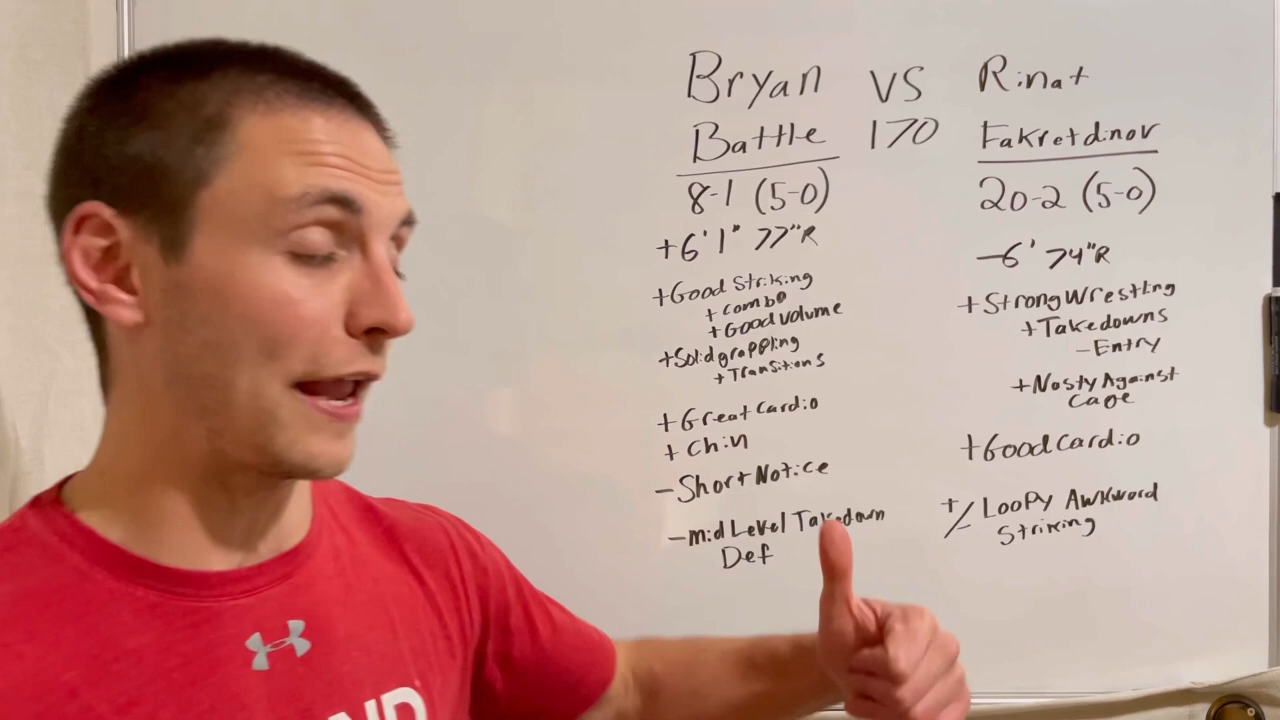 Bryan vs Rinat
Battle 170 Fakretdinov
8-1 (5-0)
+6'1" 77"R
+Good Striking
+combo
+Good volume
+Solid grappling
+Transitions
+Great Cardio
+Chin
-Short Notice
-mid Level Takedown
Def
20-2 (5-0)
-6' 74"R
+Strong Wrestling
+Takedowns
-Entry
+Nasty Against
Cage
+Good Cardio
+/- Loopy Awkward
Striking